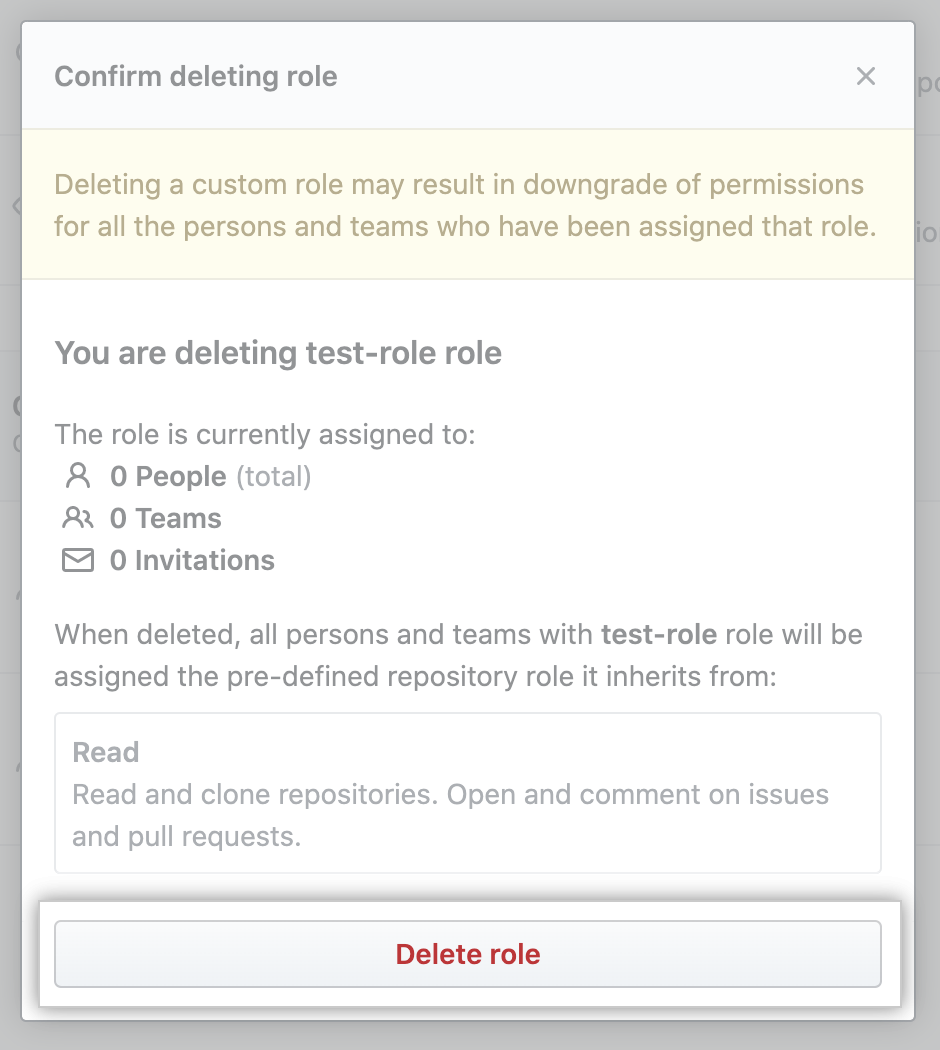 Confirm deleting role
Deleting a custom role may result in downgrade of permissions
for all the persons and teams who have been assigned that role.
You are deleting test-role role
The role is currently assigned to:
0 People (total)
0 Teams
0 Invitations
When deleted, all persons and teams with test-role role will be
assigned the pre-defined repository role it inherits from:
Read
Read and clone repositories. Open and comment on issues
and pull requests.
Delete role